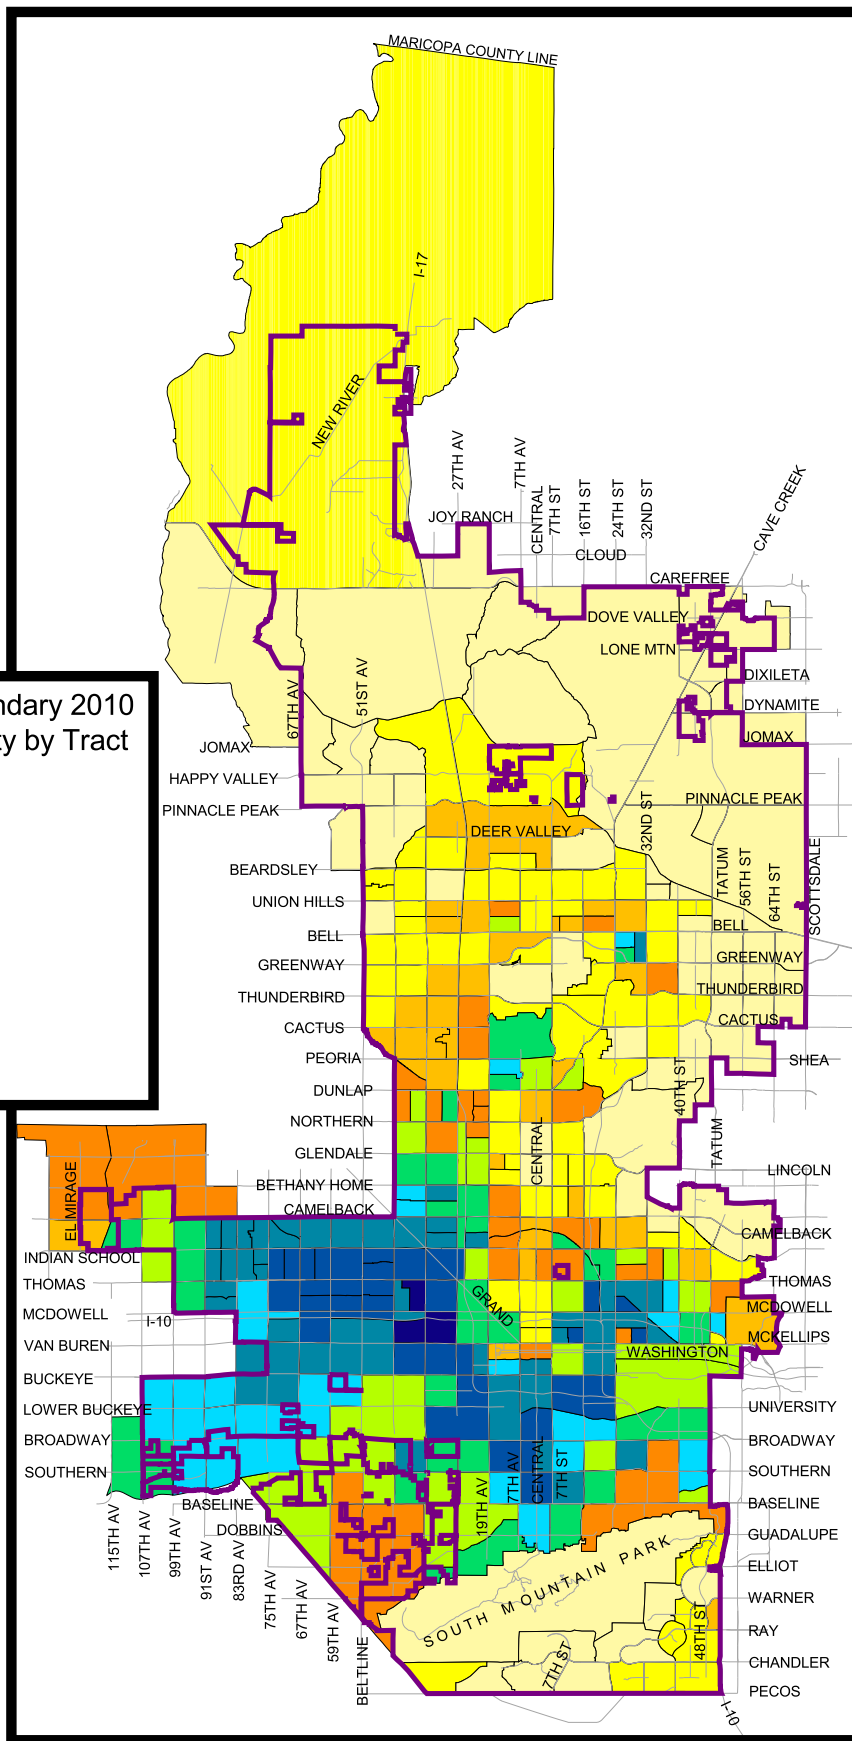 MARICOPA COUNTY LINE
I-17
NEW RIVER
27TH AV
7TH AV
CENTRAL
7TH ST
16TH ST
24TH ST
32ND ST
CAVE CREEK
JOY RANCH
CLOUD
CAREFREE
DOVE VALLEY
LONE MTN
DIXILETA
DYNAMITE
JOMAX
67TH AV
51ST AV
ndary 2010
ty by Tract
JOMAX
HAPPY VALLEY
PINNACLE PEAK
PINNACLE PEAK
DEER VALLEY
32ND ST
TATUM
56TH ST
64TH ST
SCOTTSDALE
BEARDSLEY
UNION HILLS
BELL
BELL
GREENWAY
GREENWAY
THUNDERBIRD
THUNDERBIRD
CACTUS
CACTUS
PEORIA
SHEA
DUNLAP
40TH ST
NORTHERN
TATUM
GLENDALE
CENTRAL
LINCOLN
BETHANY HOME
EL MIRAGE
CAMELBACK
CAMELBACK
INDIAN SCHOOL
THOMAS
THOMAS
GRAND
MCDOWELL
MCDOWELL
I-10
MCKELLIPS
VAN BUREN
WASHINGTON
BUCKEYE
LOWER BUCKEYE
UNIVERSITY
BROADWAY
BROADWAY
SOUTHERN
SOUTHERN
7TH AV
CENTRAL
7TH ST
19TH AV
BASELINE
BASELINE
DOBBINS
GUADALUPE
115TH AV
107TH AV
99TH AV
91ST AV
83RD AV
75TH AV
67TH AV
59TH AV
BELTLINE
SOUTH MOUNTAIN PARK
ELLIOT
WARNER
48TH ST
RAY
7TH ST
CHANDLER
PECOS
I-10